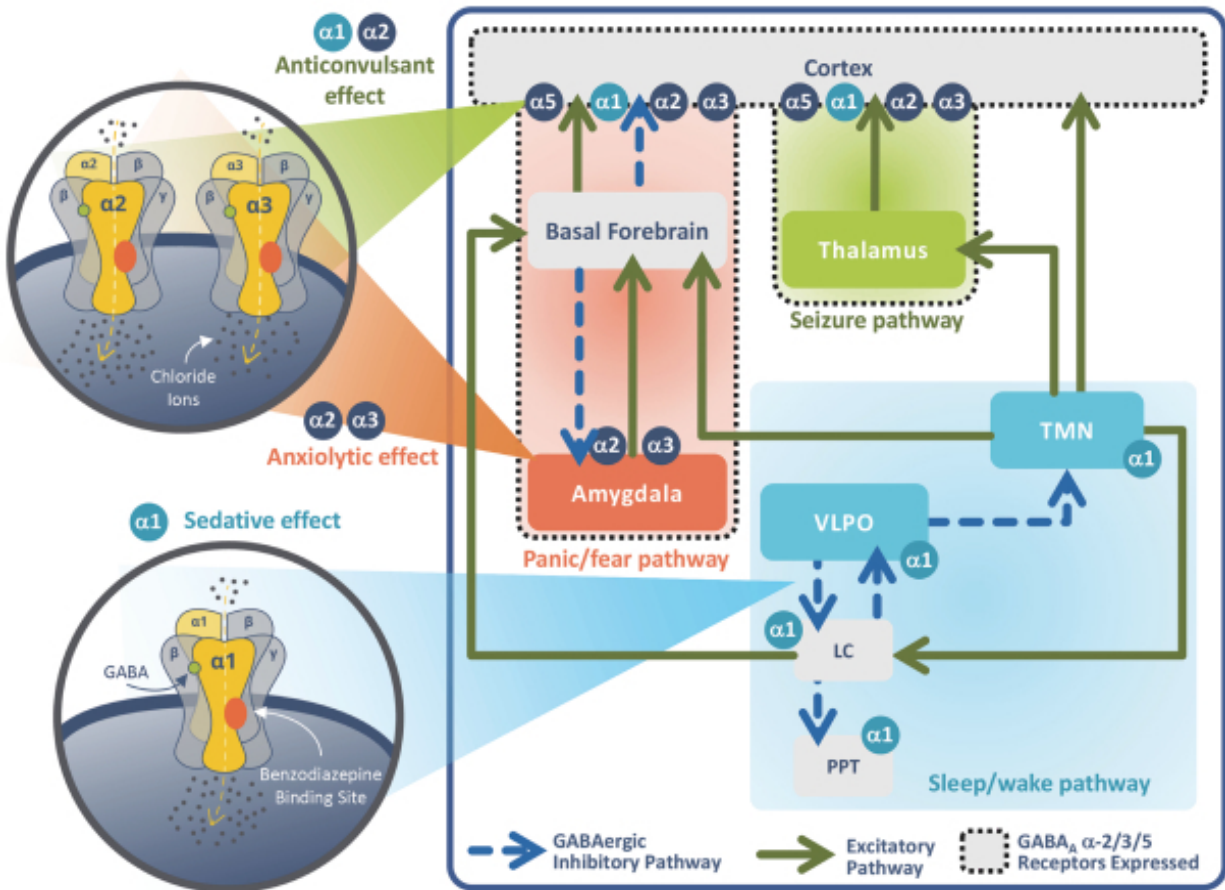 α1 α2
Anticonvulsant
effect
α2 β α3 β
β γ β γ
α2 α3
Chloride
Ions
α2 α3
Anxiolytic effect
α1 Sedative effect
α1 β
β γ
α1
GABA
Benzodiazepine
Binding Site
Cortex
α5 α1 α2 α3 α5 α1 α2 α3
Basal Forebrain
Thalamus
Seizure pathway
α2 α3
Amygdala
Panic/fear pathway
TMN
α1
VLPO
α1
α1
LC
α1
PPT
Sleep/wake pathway
GABAergic
Inhibitory Pathway
Excitatory
Pathway
GABAA α-2/3/5
Receptors Expressed